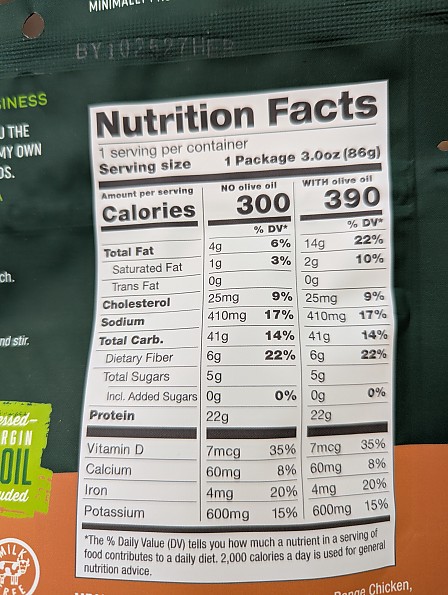 MINIMALLY
BY102527HER
SINESS
U THE
MY OWN
DS.
ch.
nd stir.
essed-
RGIN
OIL
uded
MILK
FREE
Nutrition Facts
1 serving per container
Serving size 1 Package 3.0oz (86g)
Amount per serving NO olive oil WITH olive oil
Calories 300 390
% DV* % DV*
Total Fat 4g 6% 14g 22%
Saturated Fat 1g 3% 2g 10%
Trans Fat 0g 0g
Cholesterol 25mg 9% 25mg 9%
Sodium 410mg 17% 410mg 17%
Total Carb. 41g 14% 41g 14%
Dietary Fiber 6g 22% 6g 22%
Total Sugars 5g 5g
Incl. Added Sugars 0g 0% 0g 0%
Protein 22g 22g
Vitamin D 7mcg 35% 7mcg 35%
Calcium 60mg 8% 60mg 8%
Iron 4mg 20% 4mg 20%
Potassium 600mg 15% 600mg 15%
*The % Daily Value (DV) tells you how much a nutrient in a serving of
food contributes to a daily diet. 2,000 calories a day is used for general
nutrition advice.
Range Chicken,